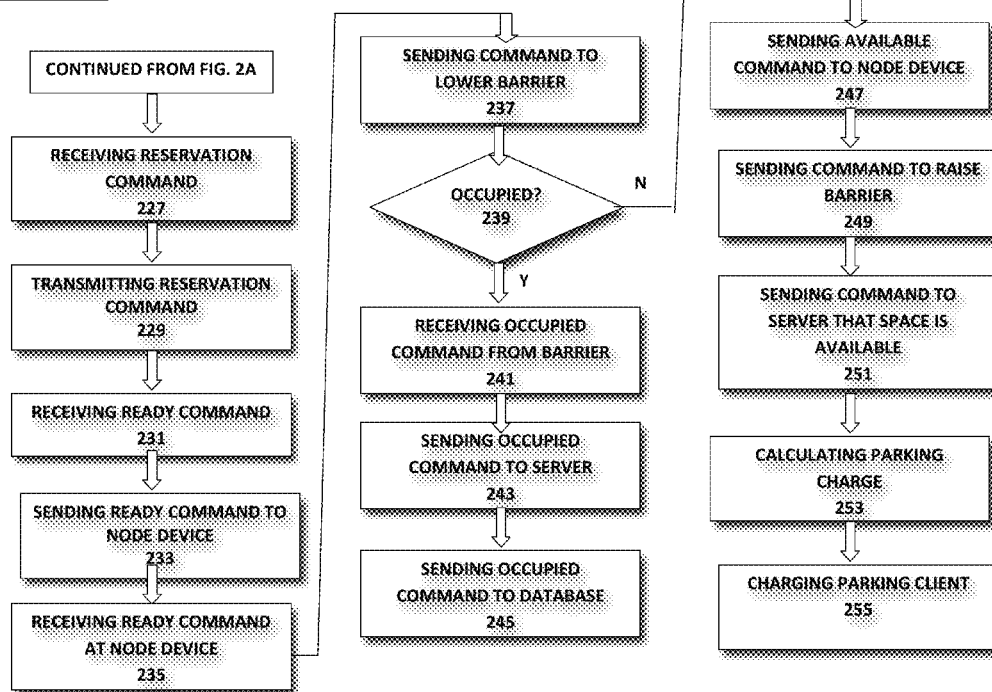 CONTINUED FROM FIG. 2A
RECEIVING RESERVATION
COMMAND
227
TRANSMITTING RESERVATION
COMMAND
229
RECEIVING READY COMMAND
231
SENDING READY COMMAND TO
NODE DEVICE
233
RECEIVING READY COMMAND
AT NODE DEVICE
235
SENDING COMMAND TO
LOWER BARRIER
237
OCCUPIED?
239
N
Y
RECEIVING OCCUPIED
COMMAND FROM BARRIER
241
SENDING OCCUPIED
COMMAND TO SERVER
243
SENDING OCCUPIED
COMMAND TO DATABASE
245
SENDING AVAILABLE
COMMAND TO NODE DEVICE
247
SENDING COMMAND TO RAISE
BARRIER
249
SENDING COMMAND TO
SERVER THAT SPACE IS
AVAILABLE
251
CALCULATING PARKING
CHARGE
253
CHARGING PARKING CLIENT
255